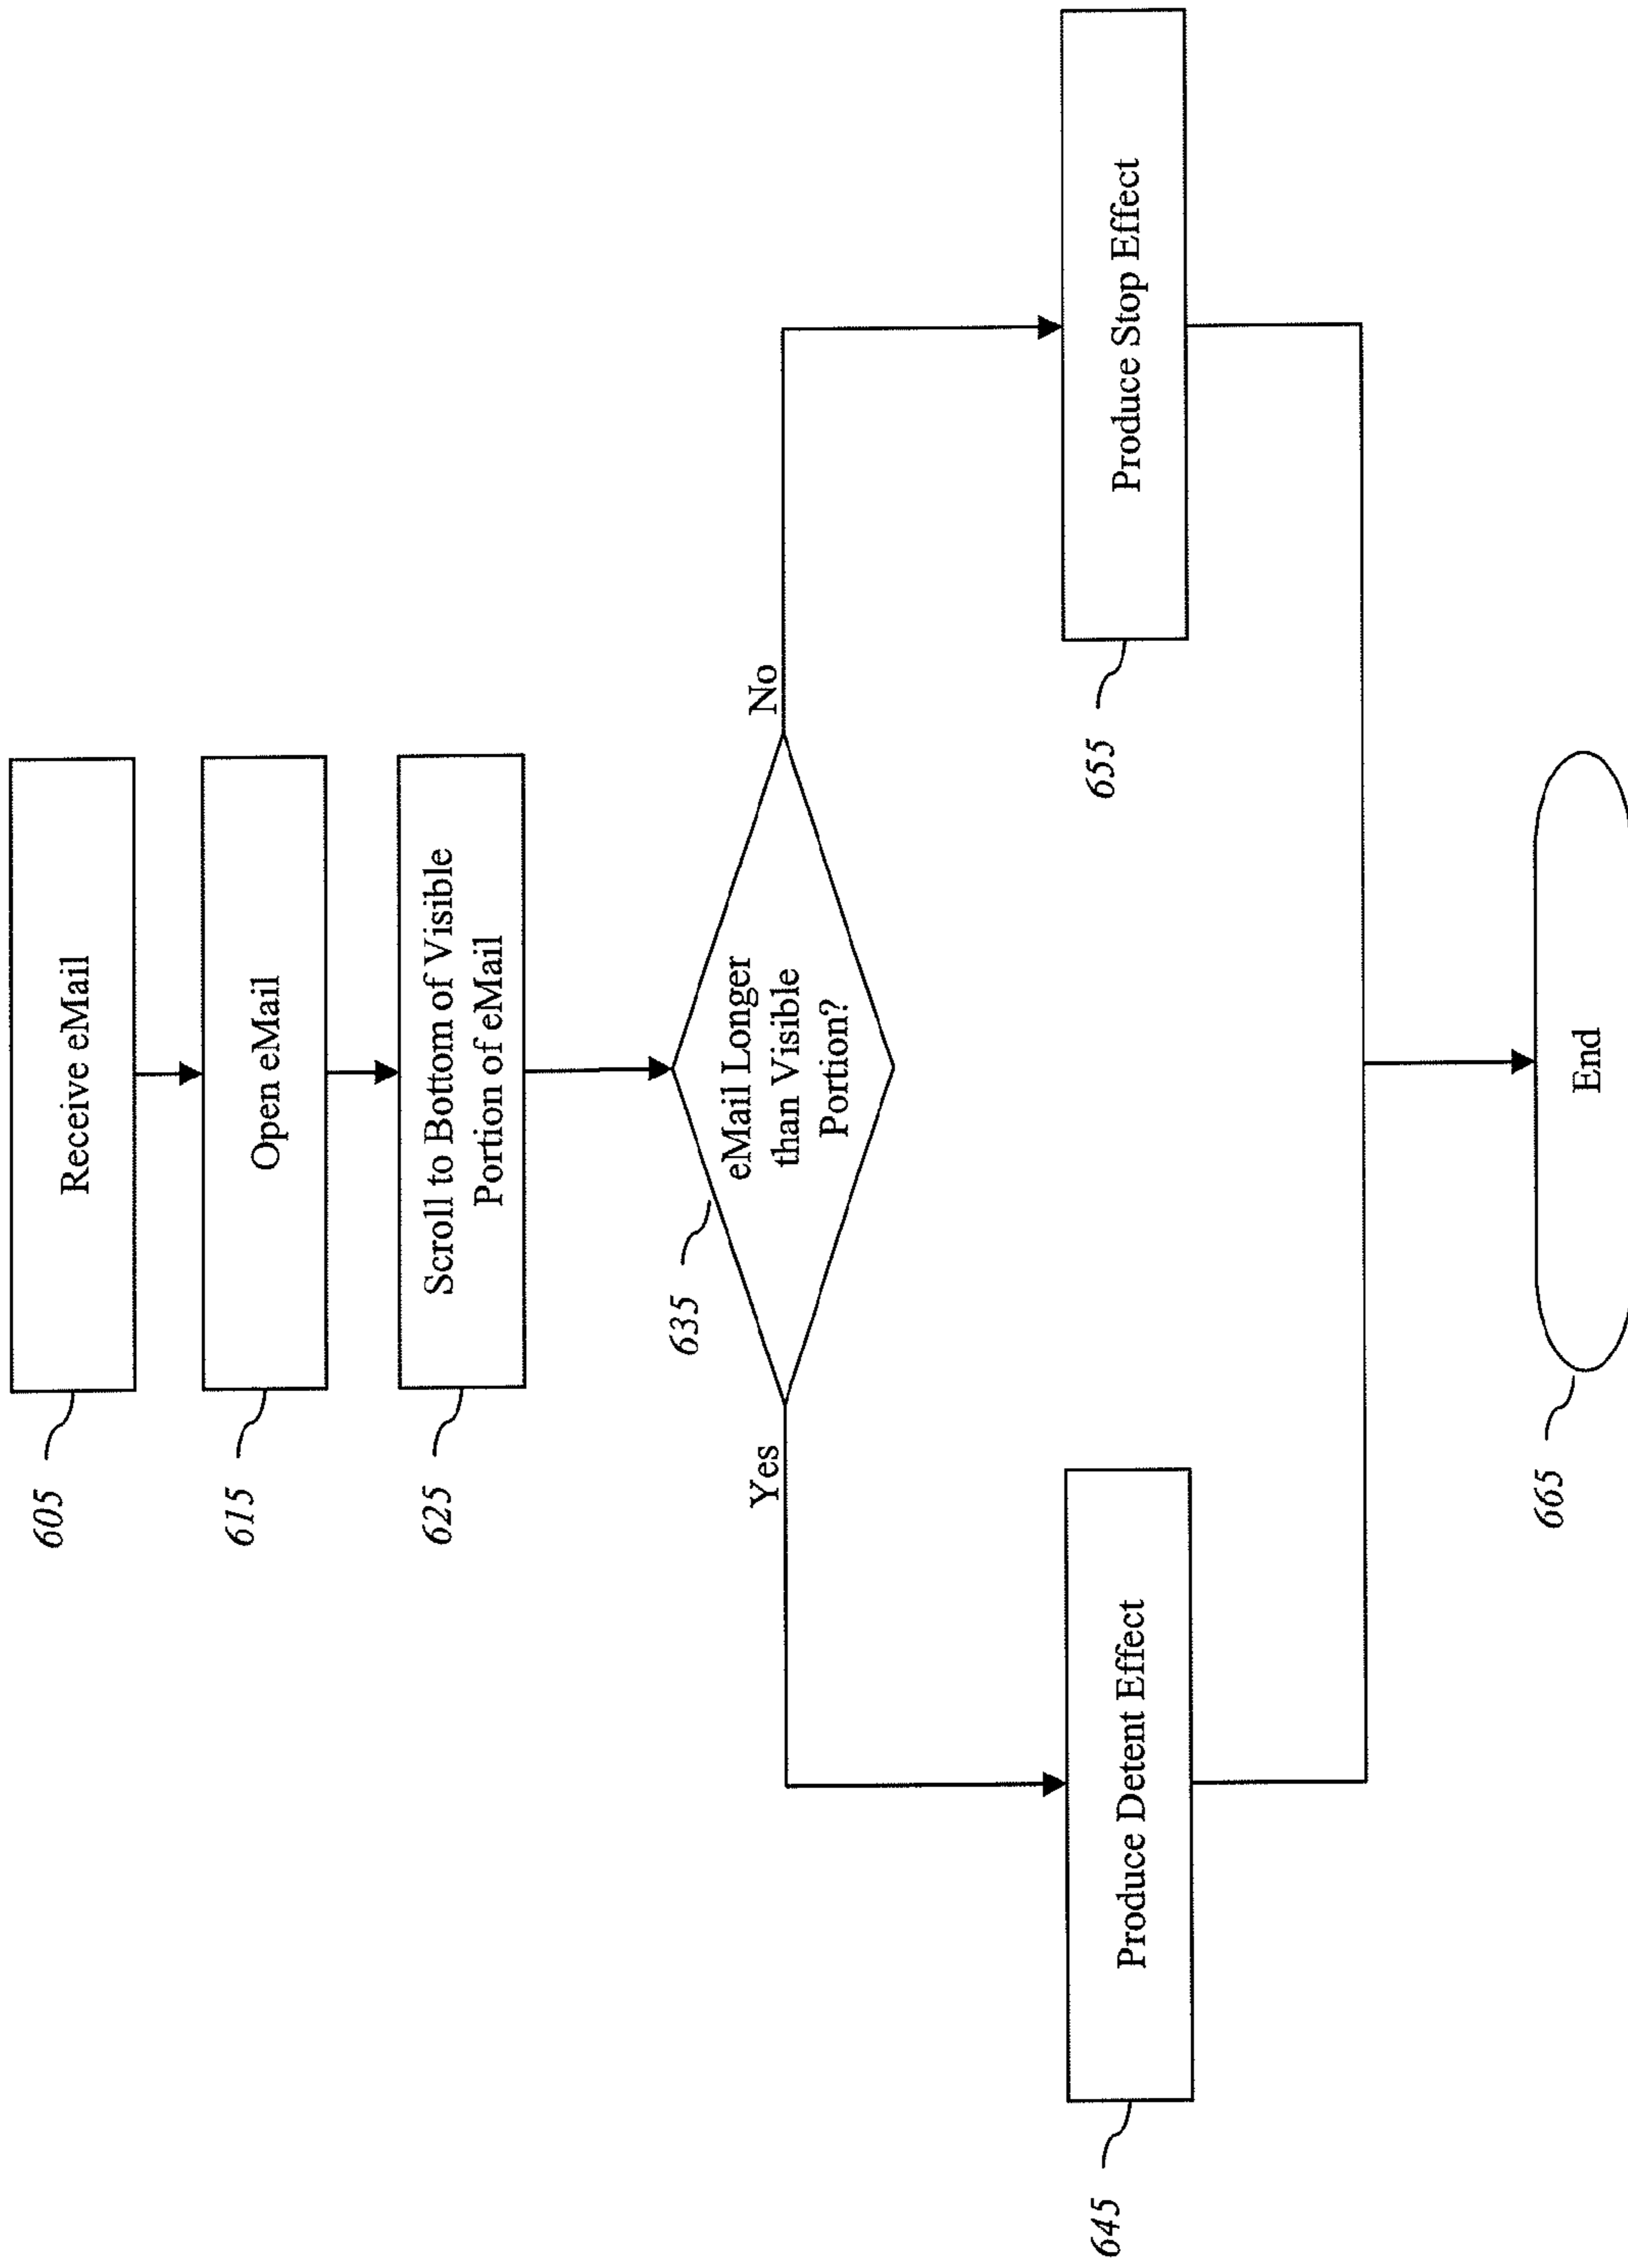 605
Receive eMail
615
Open eMail
625
Scroll to Bottom of Visible
Portion of eMail
635
eMail Longer
than Visible
Portion?
Yes
No
645
Produce Detent Effect
655
Produce Stop Effect
665
End